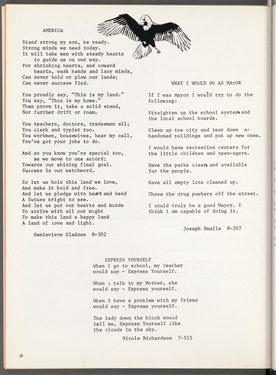 AMERICA
Stand strong my son, be ready.
Strong minds we need today.
It will take men with steady hearts
to guide us on our way.
For shrinking hearts, and coward
hearts, weak hands and lazy minds,
Can never hold or plow our lands;
Can never success find.
You proudly say, "This is my land."
You say, "This is my home."
Then prove it, take a solid stand,
Nor further drift or roam.
You teachers, doctors, tradesmen all;
You clerk and typist too.
You workmen, housewives, hear my call,
You've got your jobs to do.
And so you know you're special too,
as we move to one accord;
Towards our shining final goal.
Success is our watchword.
So let us hold this land we love,
And make it bold and free.
And let us pledge with heart and hand
A future bright to see.
And let us put our hearts and minds
To strive with all our might
To make this land a happy land
A land of love and light.
Genevieve Gladson 8-302
WHAT I WOULD DO AS MAYOR
If I was Mayor I would try to do the
following:
Straighten up the school system and
the local school boards.
Clean up the city and tear down a-
bandoned buildings and put up new ones.
I would have recreation centers for
the little children and teen-agers.
Have the parks clean and available
for the people.
Have all empty lots cleaned up.
Chase the drug pushers off the street.
I could truly be a good Mayor. I
think I am capable of doing it.
Joseph Smalls 8-207
EXPRESS YOURSELF
When I go to school, my teacher
would say - Express Yourself.
When I talk to my Mother, she
would say - Express yourself.
When I have a problem with my friend
would say - Express yourself.
The lady down the block would
tell me, Express Yourself like
the clouds in the sky.
Nicole Richardson 7-515